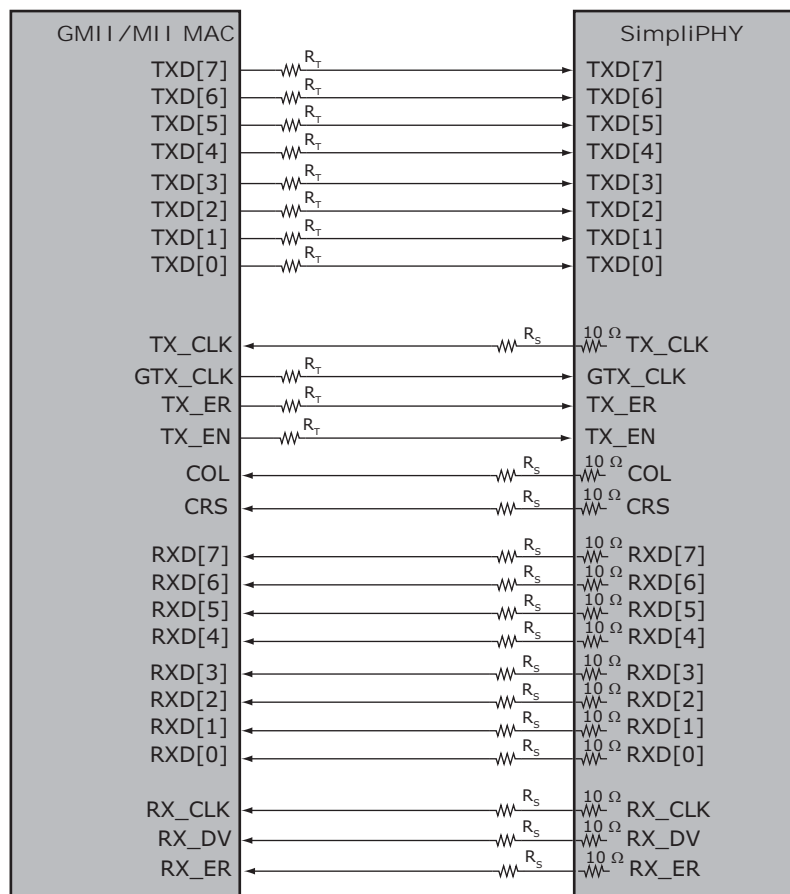 GMII/MII MAC SimpliPHY
TXD[7] R_T TXD[7]
TXD[6] R_T TXD[6]
TXD[5] R_T TXD[5]
TXD[4] R_T TXD[4]
TXD[3] R_T TXD[3]
TXD[2] R_T TXD[2]
TXD[1] R_T TXD[1]
TXD[0] R_T TXD[0]
TX_CLK R_S 10 Ω TX_CLK
GTX_CLK R_T GTX_CLK
TX_ER R_T TX_ER
TX_EN R_T TX_EN
COL R_S 10 Ω COL
CRS R_S 10 Ω CRS
RXD[7] R_S 10 Ω RXD[7]
RXD[6] R_S 10 Ω RXD[6]
RXD[5] R_S 10 Ω RXD[5]
RXD[4] R_S 10 Ω RXD[4]
RXD[3] R_S 10 Ω RXD[3]
RXD[2] R_S 10 Ω RXD[2]
RXD[1] R_S 10 Ω RXD[1]
RXD[0] R_S 10 Ω RXD[0]
RX_CLK R_S 10 Ω RX_CLK
RX_DV R_S 10 Ω RX_DV
RX_ER R_S 10 Ω RX_ER